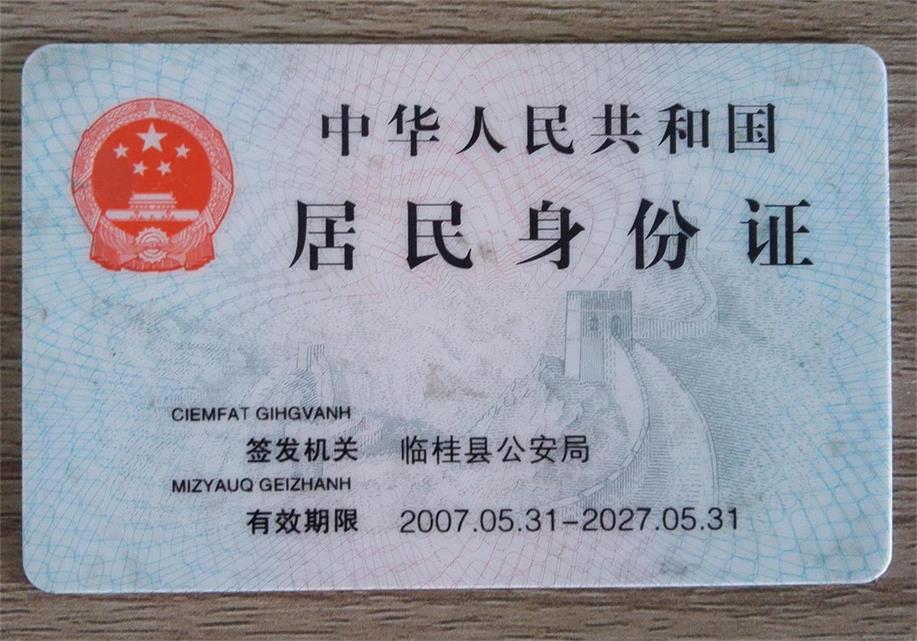 中华人民共和国
居民身份证
CIEMFAT GIHGVANH
签发机关 临桂县公安局
MIZYAUQ GEIZHANH
有效期限 2007.05.31-2027.05.31